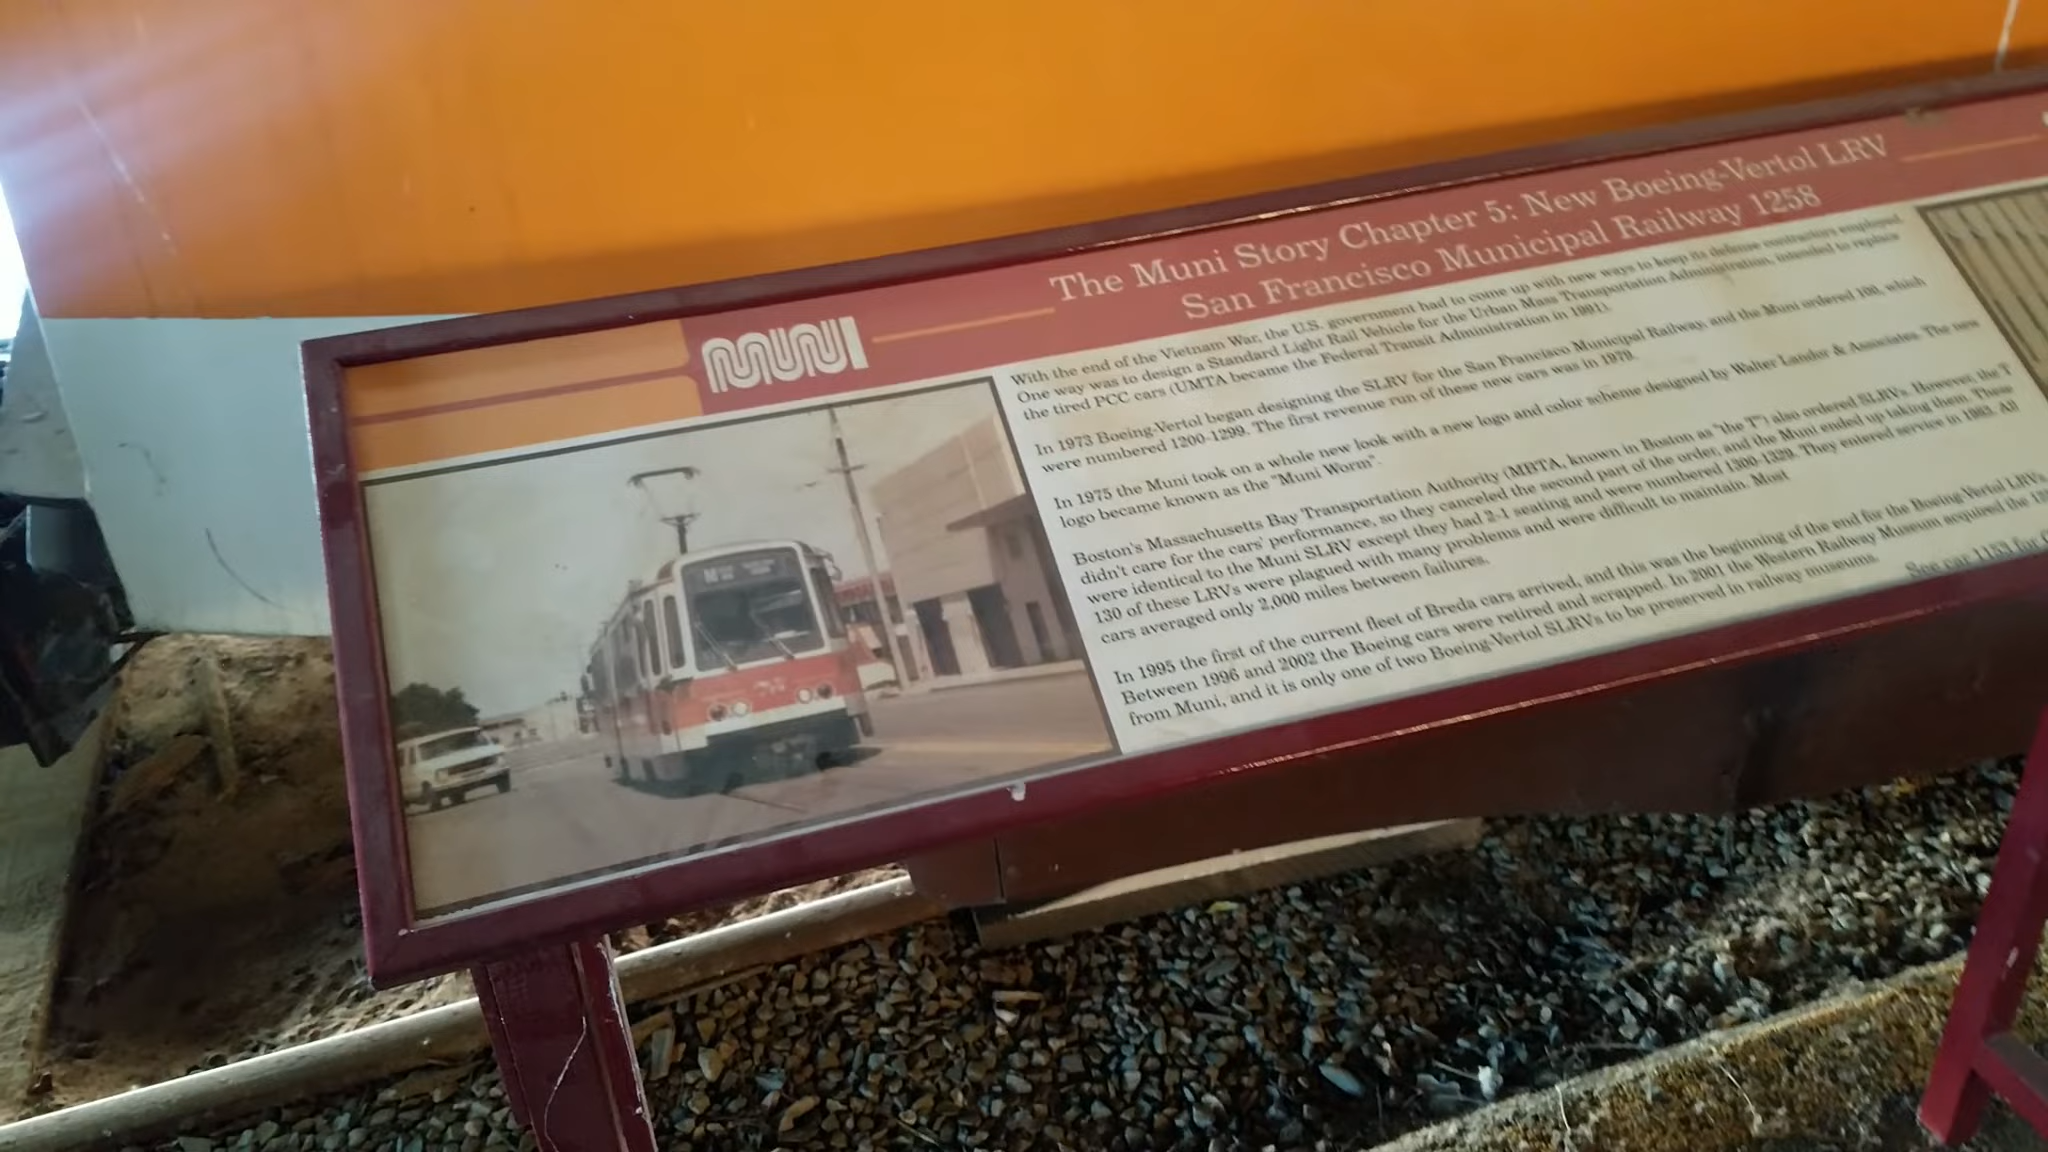 MUNI
The Muni Story Chapter 5: New Boeing-Vertol LRV
San Francisco Municipal Railway 1258
With the end of the Vietnam War, the U.S. government had to come up with new ways to keep its defense contractors employed.
One way was to design a Standard Light Rail Vehicle for the Urban Mass Transportation Administration, intended to replace
the tired PCC cars (UMTA became the Federal Transit Administration in 1991).
In 1973 Boeing-Vertol began designing the SLRV for the San Francisco Municipal Railway, and the Muni ordered 100, which
were numbered 1200-1299. The first revenue run of these new cars was in 1979.
In 1975 the Muni took on a whole new look with a new logo and color scheme designed by Walter Landor & Associates. The new
logo became known as the "Muni Worm".
Boston's Massachusetts Bay Transportation Authority (MBTA, known in Boston as "the T") also ordered SLRVs. However, the T
didn't care for the cars' performance, so they canceled the second part of the order, and the Muni ended up taking them. These
were identical to the Muni SLRV except they had 2-1 seating and were numbered 1300-1329. They entered service in 1983. All
130 of these LRVs were plagued with many problems and were difficult to maintain. Most
cars averaged only 2,000 miles between failures.
In 1995 the first of the current fleet of Breda cars arrived, and this was the beginning of the end for the Boeing-Vertol LRVs.
Between 1996 and 2002 the Boeing cars were retired and scrapped. In 2001 the Western Railway Museum acquired the
from Muni, and it is only one of two Boeing-Vertol SLRVs to be preserved in railway museums.
See car 1153 for